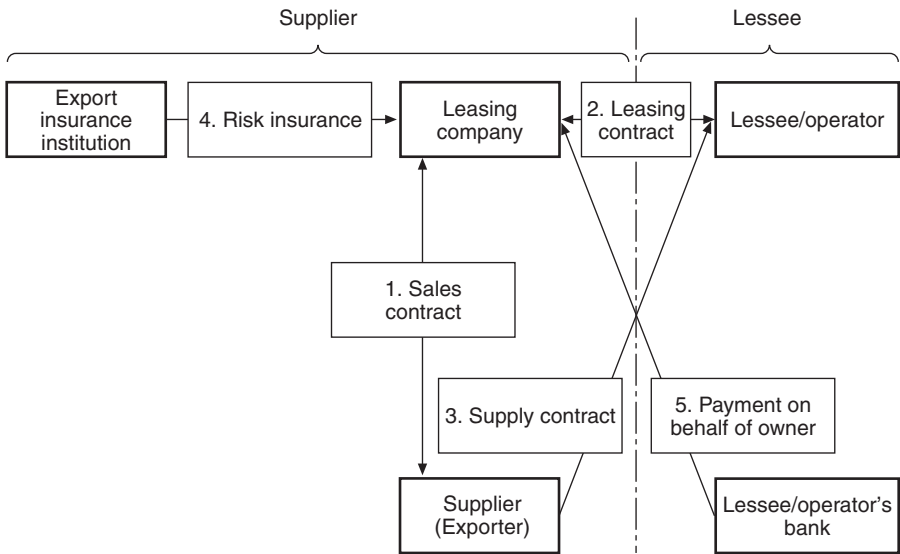 Supplier
Lessee
Export
insurance
institution
4. Risk insurance
Leasing
company
2. Leasing
contract
Lessee/operator
1. Sales
contract
3. Supply contract
5. Payment on
behalf of owner
Supplier
(Exporter)
Lessee/operator's
bank